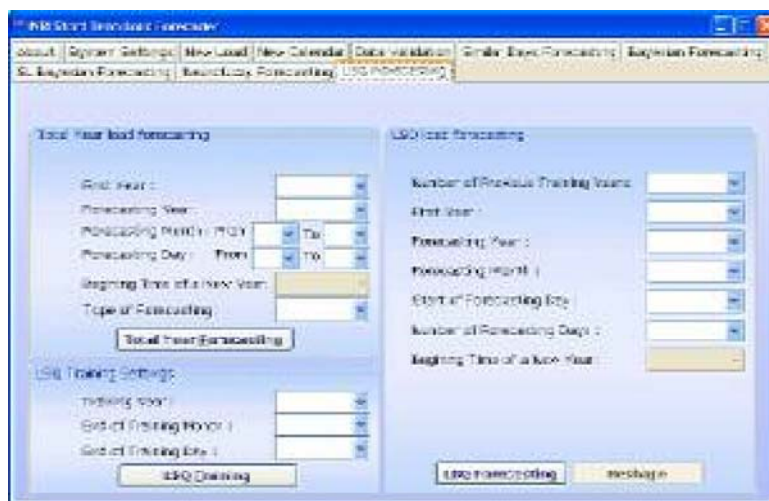 Short Term Load Forecaster
About System Settings New Load New Calendar Data Validation Similar Days Forecasting Bayesian Forecasting
Bayesian Forecasting Neurofuzzy Forecasting LSQ Forecasting
Total Year load forecasting
First Year :
Forecasting Year
Forecasting Month : From To
Forecasting Day : From To
Begining Time of a New Year
Type of Forecasting
Total Year Forecasting
LSQ Training Settings
Training Year :
End of Training Month :
End of Training Day :
LSQ Training
LSQ load forecasting
Number of Previous Training Years
First Year :
Forecasting Year :
Forecasting Month :
Start of Forecasting Day :
Number of Forecasting Days :
Begining Time of a New Year
LSQ Forecasting Reshape